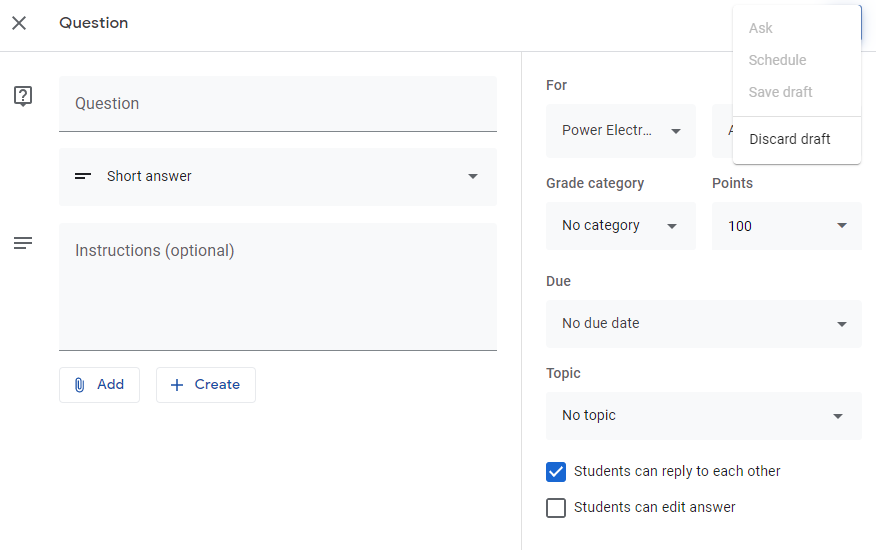 Question
Ask
Schedule
Save draft
Discard draft
Question
Short answer
Instructions (optional)
Add
Create
For
Power Electr...
Grade category
Points
No category
100
Due
No due date
Topic
No topic
Students can reply to each other
Students can edit answer